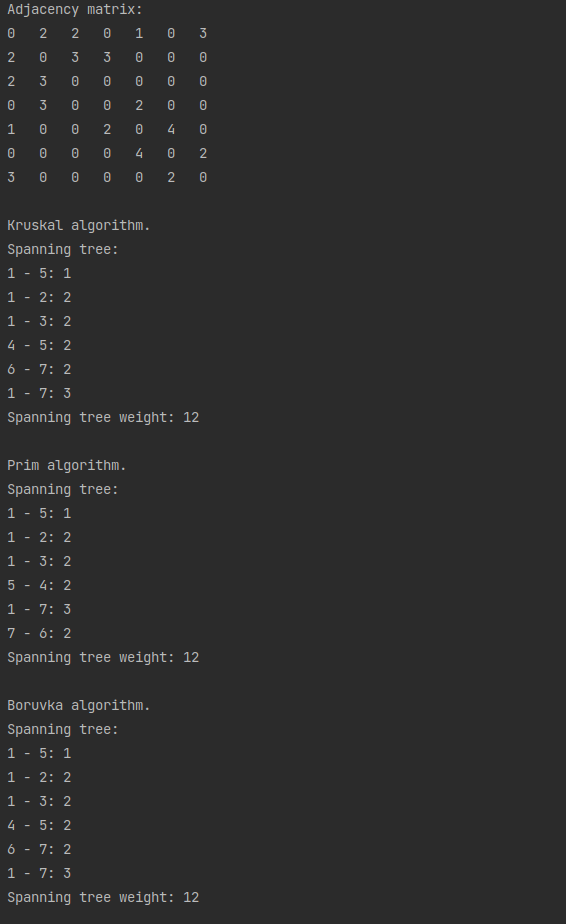 Adjacency matrix:
0 2 2 0 1 0 3
2 0 3 3 0 0 0
2 3 0 0 0 0 0
0 3 0 0 2 0 0
1 0 0 2 0 4 0
0 0 0 0 4 0 2
3 0 0 0 0 2 0
Kruskal algorithm.
Spanning tree:
1 - 5: 1
1 - 2: 2
1 - 3: 2
4 - 5: 2
6 - 7: 2
1 - 7: 3
Spanning tree weight: 12
Prim algorithm.
Spanning tree:
1 - 5: 1
1 - 2: 2
1 - 3: 2
5 - 4: 2
1 - 7: 3
7 - 6: 2
Spanning tree weight: 12
Boruvka algorithm.
Spanning tree:
1 - 5: 1
1 - 2: 2
1 - 3: 2
4 - 5: 2
6 - 7: 2
1 - 7: 3
Spanning tree weight: 12